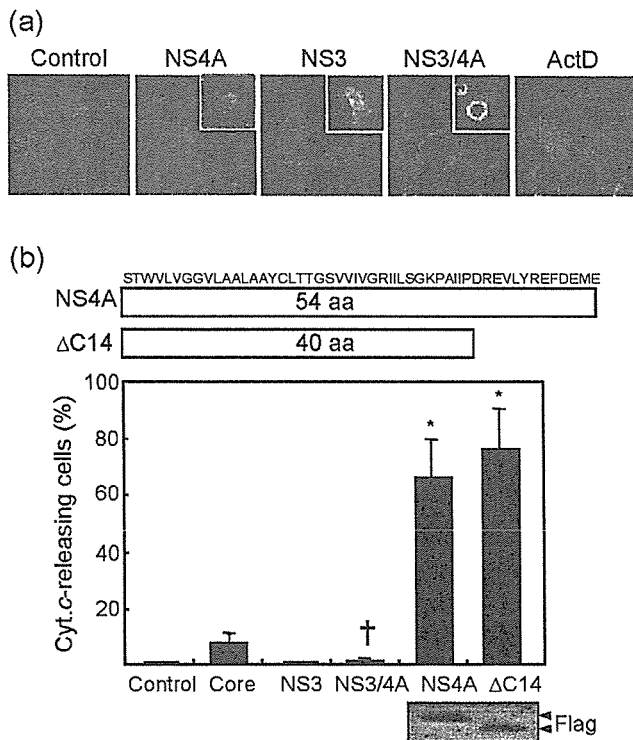 (a)
Control NS4A NS3 NS3/4A ActD
(b)
STWVLVGGVLAALAAYCLTTGSVVIVGRIILSGKPAIIPDREVLYREFDEME
NS4A 54 aa
ΔC14 40 aa
Cyt.c-releasing cells (%)
100
80
60
40
20
* *
†
Control Core NS3 NS3/4A NS4A ΔC14
Flag